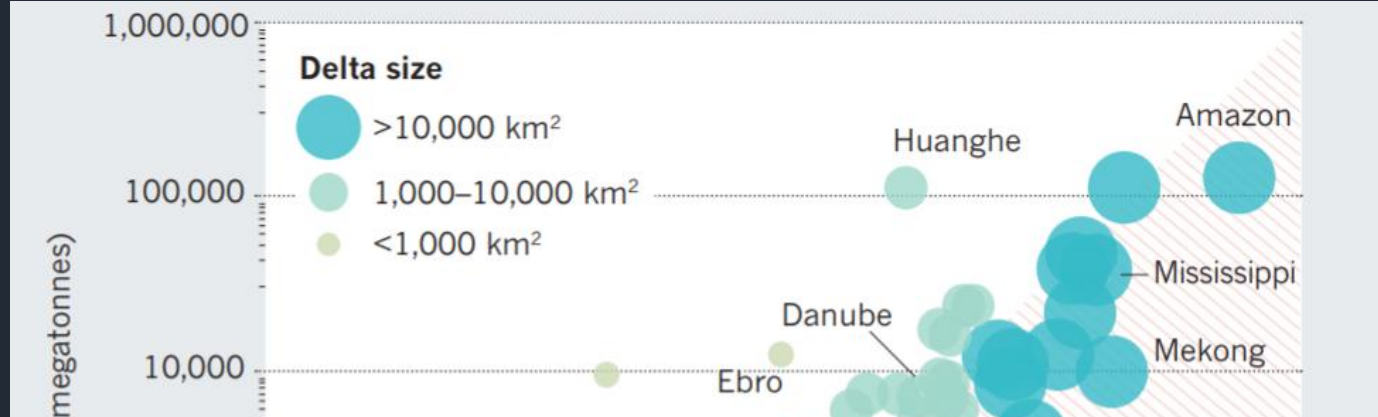 1,000,000
Delta size
>10,000 km²
Amazon
Huanghe
100,000
1,000–10,000 km²
<1,000 km²
Mississippi
Danube
Mekong
10,000
Ebro
megatonnes)